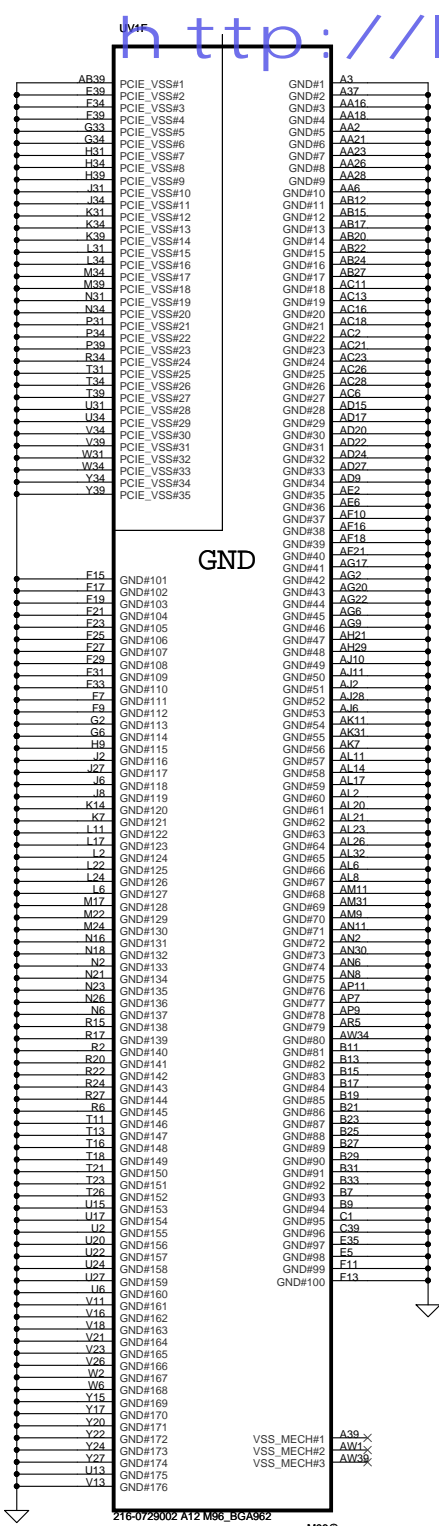 http://
UV1F
AB39 PCIE_VSS#1
E39 PCIE_VSS#2
F34 PCIE_VSS#3
F39 PCIE_VSS#4
G33 PCIE_VSS#5
G34 PCIE_VSS#6
H31 PCIE_VSS#7
H34 PCIE_VSS#8
H39 PCIE_VSS#9
J31 PCIE_VSS#10
J34 PCIE_VSS#11
K31 PCIE_VSS#12
K34 PCIE_VSS#13
K39 PCIE_VSS#14
L31 PCIE_VSS#15
L34 PCIE_VSS#16
M34 PCIE_VSS#17
M39 PCIE_VSS#18
N31 PCIE_VSS#19
N34 PCIE_VSS#20
P31 PCIE_VSS#21
P34 PCIE_VSS#22
P39 PCIE_VSS#23
R34 PCIE_VSS#24
T31 PCIE_VSS#25
T34 PCIE_VSS#26
T39 PCIE_VSS#27
U31 PCIE_VSS#28
U34 PCIE_VSS#29
V34 PCIE_VSS#30
V39 PCIE_VSS#31
W31 PCIE_VSS#32
W34 PCIE_VSS#33
Y34 PCIE_VSS#34
Y39 PCIE_VSS#35
GND
F15 GND#101
F17 GND#102
F19 GND#103
F21 GND#104
F23 GND#105
F25 GND#106
F27 GND#107
F29 GND#108
F31 GND#109
F33 GND#110
F7 GND#111
F9 GND#112
G2 GND#113
G6 GND#114
H9 GND#115
J2 GND#116
J27 GND#117
J6 GND#118
J8 GND#119
K14 GND#120
K7 GND#121
L11 GND#122
L17 GND#123
L2 GND#124
L22 GND#125
L24 GND#126
L6 GND#127
M17 GND#128
M22 GND#129
M24 GND#130
N16 GND#131
N18 GND#132
N2 GND#133
N21 GND#134
N23 GND#135
N26 GND#136
N6 GND#137
R15 GND#138
R17 GND#139
R2 GND#140
R20 GND#141
R22 GND#142
R24 GND#143
R27 GND#144
R6 GND#145
T11 GND#146
T13 GND#147
T16 GND#148
T18 GND#149
T21 GND#150
T23 GND#151
T26 GND#152
U15 GND#153
U17 GND#154
U2 GND#155
U20 GND#156
U22 GND#157
U24 GND#158
U27 GND#159
U6 GND#160
V11 GND#161
V16 GND#162
V18 GND#163
V21 GND#164
V23 GND#165
V26 GND#166
W2 GND#167
W6 GND#168
Y15 GND#169
Y17 GND#170
Y20 GND#171
Y22 GND#172
Y24 GND#173
Y27 GND#174
U13 GND#175
V13 GND#176
GND#1 A3
GND#2 A37
GND#3 AA16
GND#4 AA18
GND#5 AA2
GND#6 AA21
GND#7 AA23
GND#8 AA26
GND#9 AA28
GND#10 AA6
GND#11 AB12
GND#12 AB15
GND#13 AB17
GND#14 AB20
GND#15 AB22
GND#16 AB24
GND#17 AB27
GND#18 AC11
GND#19 AC13
GND#20 AC16
GND#21 AC18
GND#22 AC2
GND#23 AC21
GND#24 AC23
GND#25 AC26
GND#26 AC28
GND#27 AC6
GND#28 AD15
GND#29 AD17
GND#30 AD20
GND#31 AD22
GND#32 AD24
GND#33 AD27
GND#34 AD9
GND#35 AE2
GND#36 AE6
GND#37 AF10
GND#38 AF16
GND#39 AF18
GND#40 AF21
GND#41 AG17
GND#42 AG2
GND#43 AG20
GND#44 AG22
GND#45 AG6
GND#46 AG9
GND#47 AH21
GND#48 AH29
GND#49 AJ10
GND#50 AJ11
GND#51 AJ2
GND#52 AJ28
GND#53 AJ6
GND#54 AK11
GND#55 AK31
GND#56 AK7
GND#57 AL11
GND#58 AL14
GND#59 AL17
GND#60 AL2
GND#61 AL20
GND#62 AL21
GND#63 AL23
GND#64 AL26
GND#65 AL32
GND#66 AL6
GND#67 AL8
GND#68 AM11
GND#69 AM31
GND#70 AM9
GND#71 AN11
GND#72 AN2
GND#73 AN30
GND#74 AN6
GND#75 AN8
GND#76 AP11
GND#77 AP7
GND#78 AP9
GND#79 AR5
GND#80 AW34
GND#81 B11
GND#82 B13
GND#83 B15
GND#84 B17
GND#85 B19
GND#86 B21
GND#87 B23
GND#88 B25
GND#89 B27
GND#90 B29
GND#91 B31
GND#92 B33
GND#93 B7
GND#94 B9
GND#95 C1
GND#96 C39
GND#97 E35
GND#98 E5
GND#99 F11
GND#100 F13
VSS_MECH#1 A39
VSS_MECH#2 AW1
VSS_MECH#3 AW39
216-0729002 A12 M96_BGA962